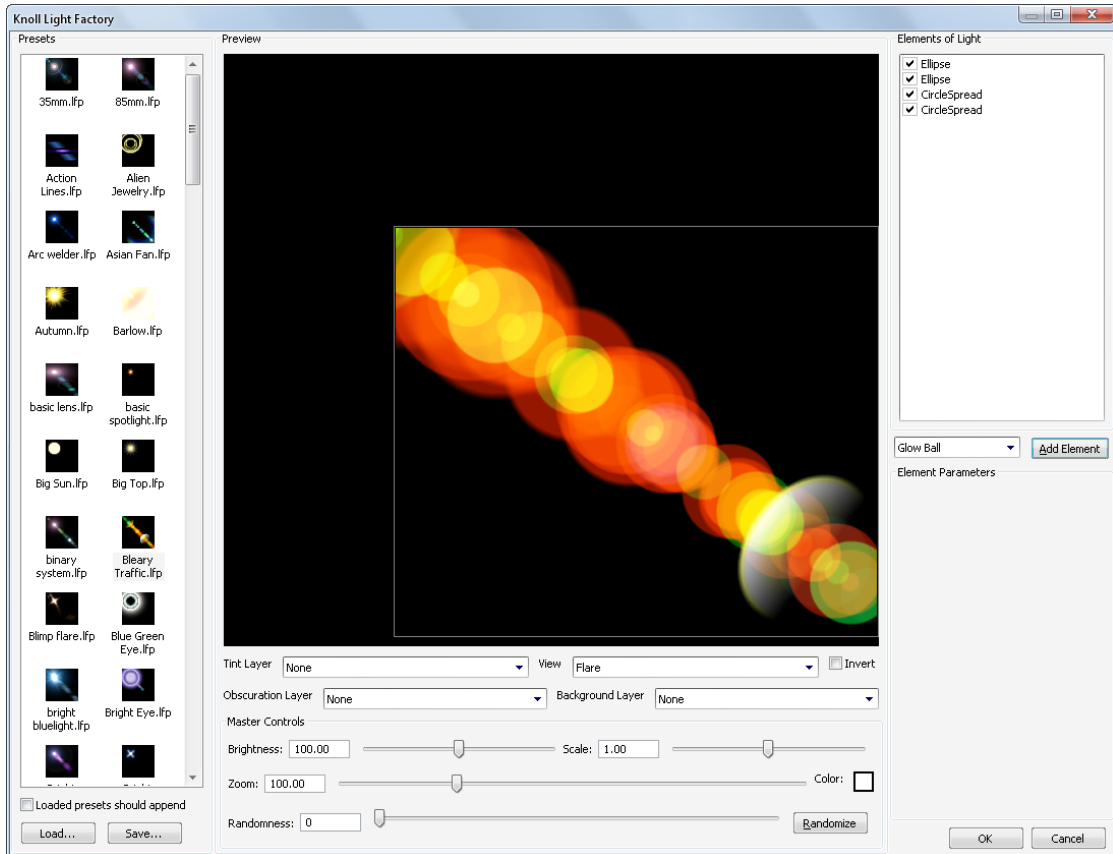 Knoll Light Factory
Presets
35mm.lfp
85mm.lfp
Action
Lines.lfp
Alien
Jewelry.lfp
Arc welder.lfp
Asian Fan.lfp
Autumn.lfp
Barlow.lfp
basic lens.lfp
basic
spotlight.lfp
Big Sun.lfp
Big Top.lfp
binary
system.lfp
Bleary
Traffic.lfp
Blimp flare.lfp
Blue Green
Eye.lfp
bright
bluelight.lfp
Bright Eye.lfp
Loaded presets should append
Load...
Save...
Preview
Tint Layer
None
View
Flare
Invert
Obscuration Layer
None
Background Layer
None
Master Controls
Brightness:
100.00
Scale:
1.00
Zoom:
100.00
Color:
Randomness:
0
Randomize
Elements of Light
Ellipse
Ellipse
CircleSpread
CircleSpread
Glow Ball
Add Element
Element Parameters
OK
Cancel